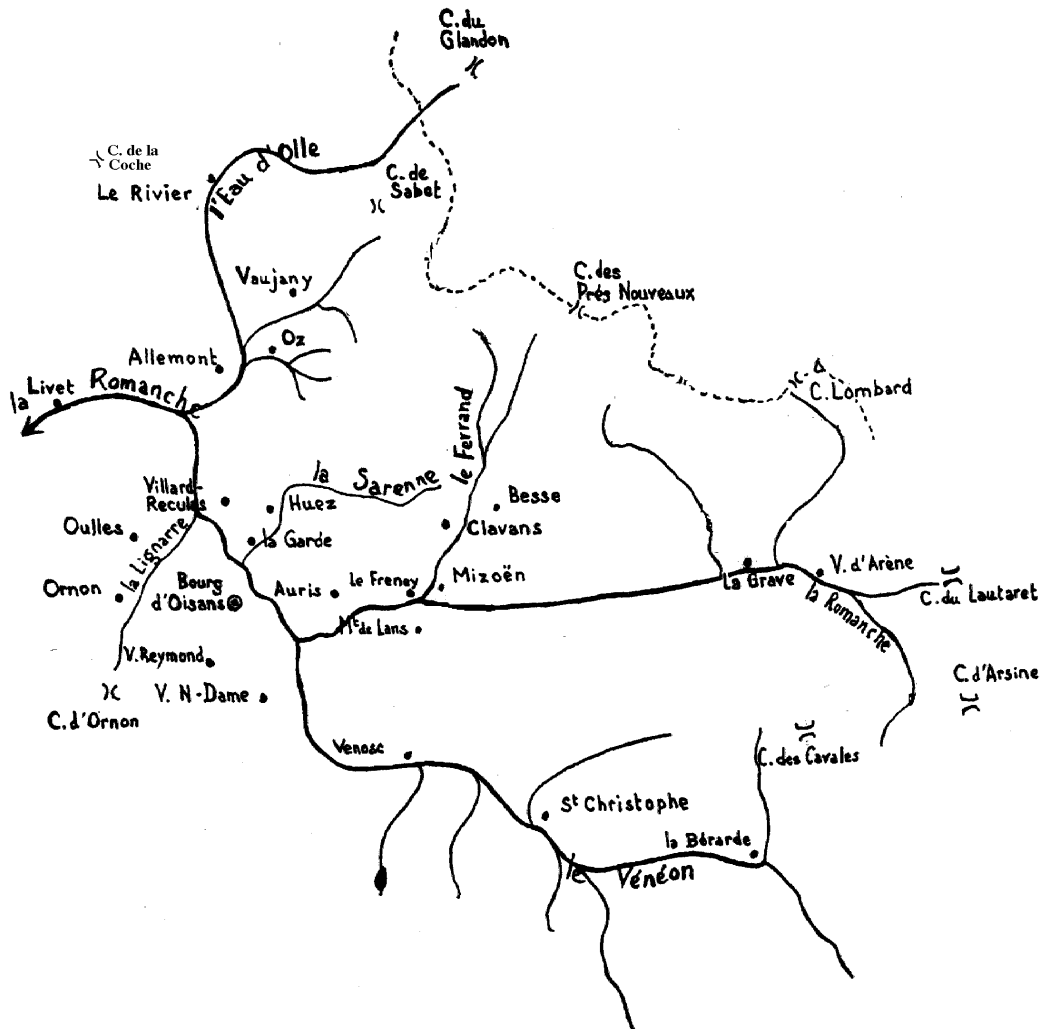 C. du
Glandon
C. de la
Coche
l'Eau d'Olle
C. de
Sabot
Le Rivier
Vaujany
C. des
Prés Nouveaux
Oz
Allemont
la Romanche
Livet
C. Lombard
le Ferrand
la Sarenne
Villard-
Recules
Huez
Besse
Oulles
la Lignarre
la Garde
Clavans
Ornon
Bourg
d'Oisans
Auris
le Freney
Mizoën
La Grave
V. d'Arène
la Romanche
C. du Lautaret
Mt de Lans
V. Reymond
V. N-Dame
C. d'Ornon
C. d'Arsine
Venosc
C. des Cavales
St Christophe
la Bérarde
le Vénéon